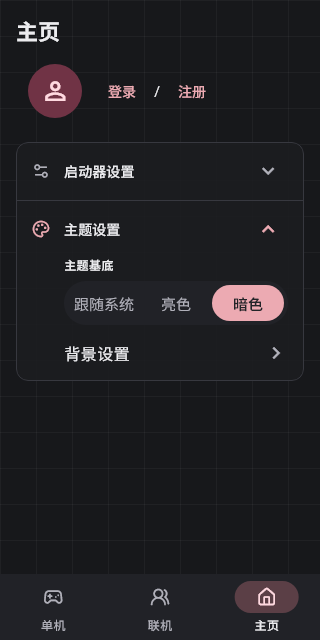 主页
登录 / 注册
启动器设置
主题设置
主题基底
跟随系统 亮色 暗色
背景设置
单机 联机 主页